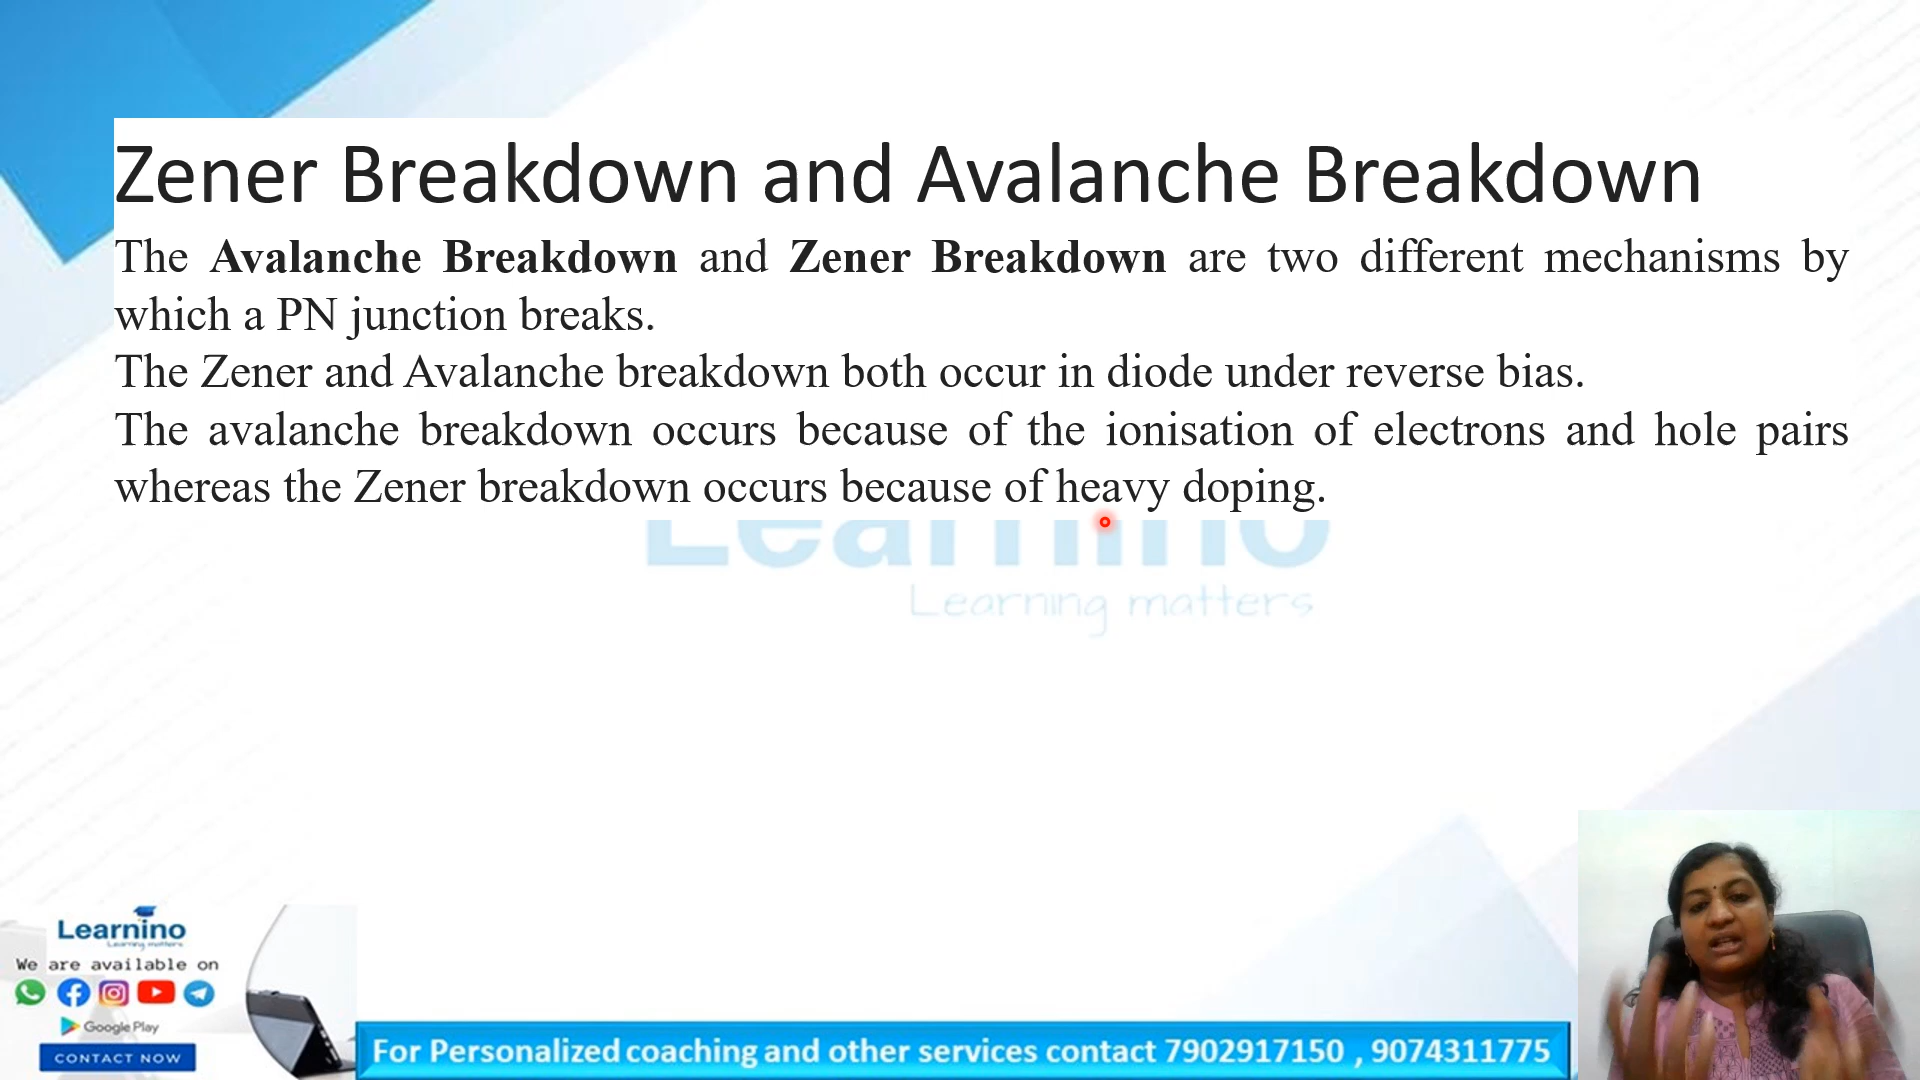 Zener Breakdown and Avalanche Breakdown
The Avalanche Breakdown and Zener Breakdown are two different mechanisms by
which a PN junction breaks.
The Zener and Avalanche breakdown both occur in diode under reverse bias.
The avalanche breakdown occurs because of the ionisation of electrons and hole pairs
whereas the Zener breakdown occurs because of heavy doping.
Learnino
Learning matters
Learnino
Learning matters
We are available on
Google Play
CONTACT NOW
For Personalized coaching and other services contact 7902917150 , 9074311775